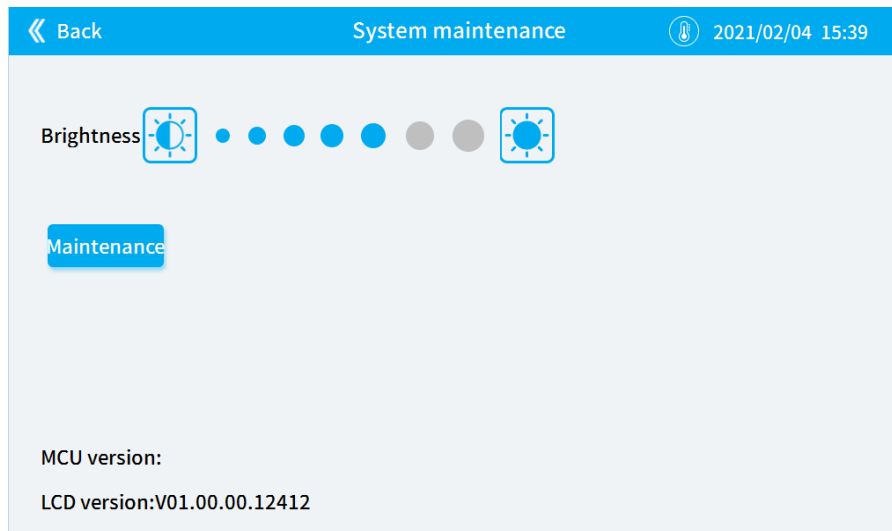 Back System maintenance 2021/02/04 15:39
Brightness
Maintenance
MCU version:
LCD version:V01.00.00.12412